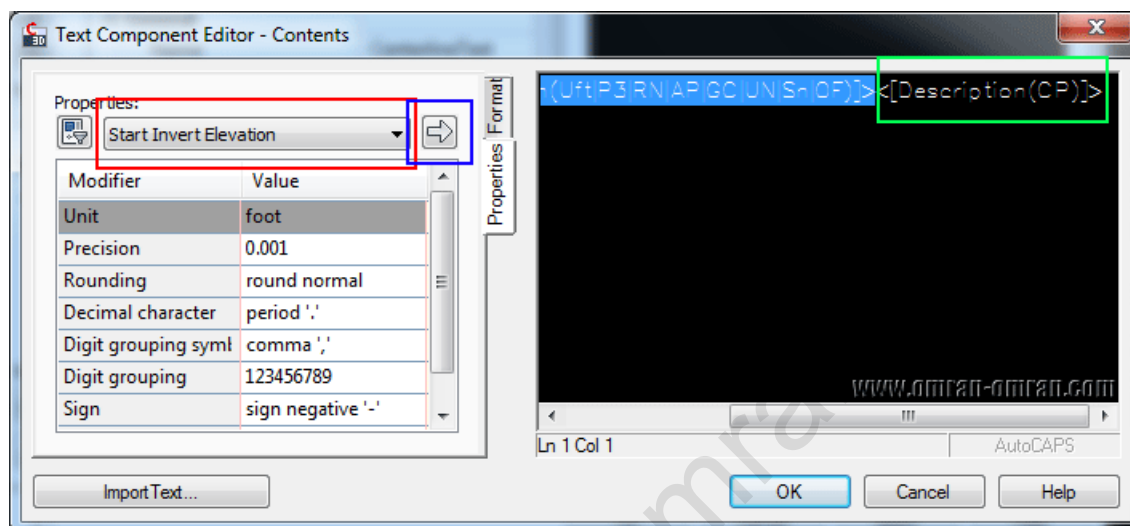 Text Component Editor - Contents
Properties:
Start Invert Elevation
Modifier Value
Unit foot
Precision 0.001
Rounding round normal
Decimal character period '.'
Digit grouping syml comma ','
Digit grouping 123456789
Sign sign negative '-'
Format
Properties
(Uft|P3|RN|AP|GC|UN|Sn|OF)]><[Description(CP)]>
www.omran-omran.com
Ln 1 Col 1
AutoCAPS
Import Text...
OK
Cancel
Help